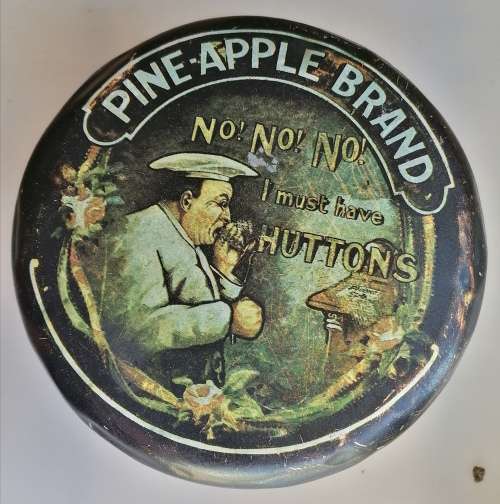 PINE-APPLE BRAND
No! No! No!
I must have
HUTTONS